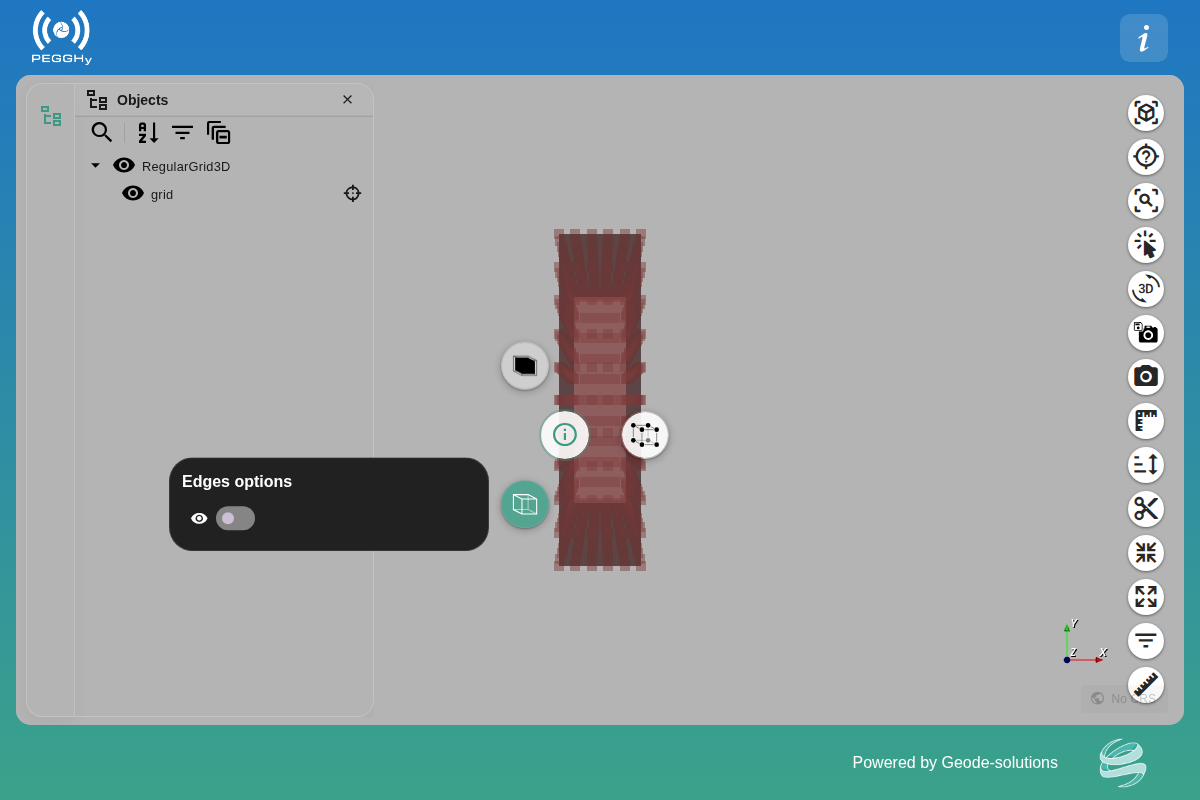 PEGGHy
i
Objects
A
Z
RegularGrid3D
grid
3D
Edges options
Y
Z
X
No CRS
Powered by Geode-solutions